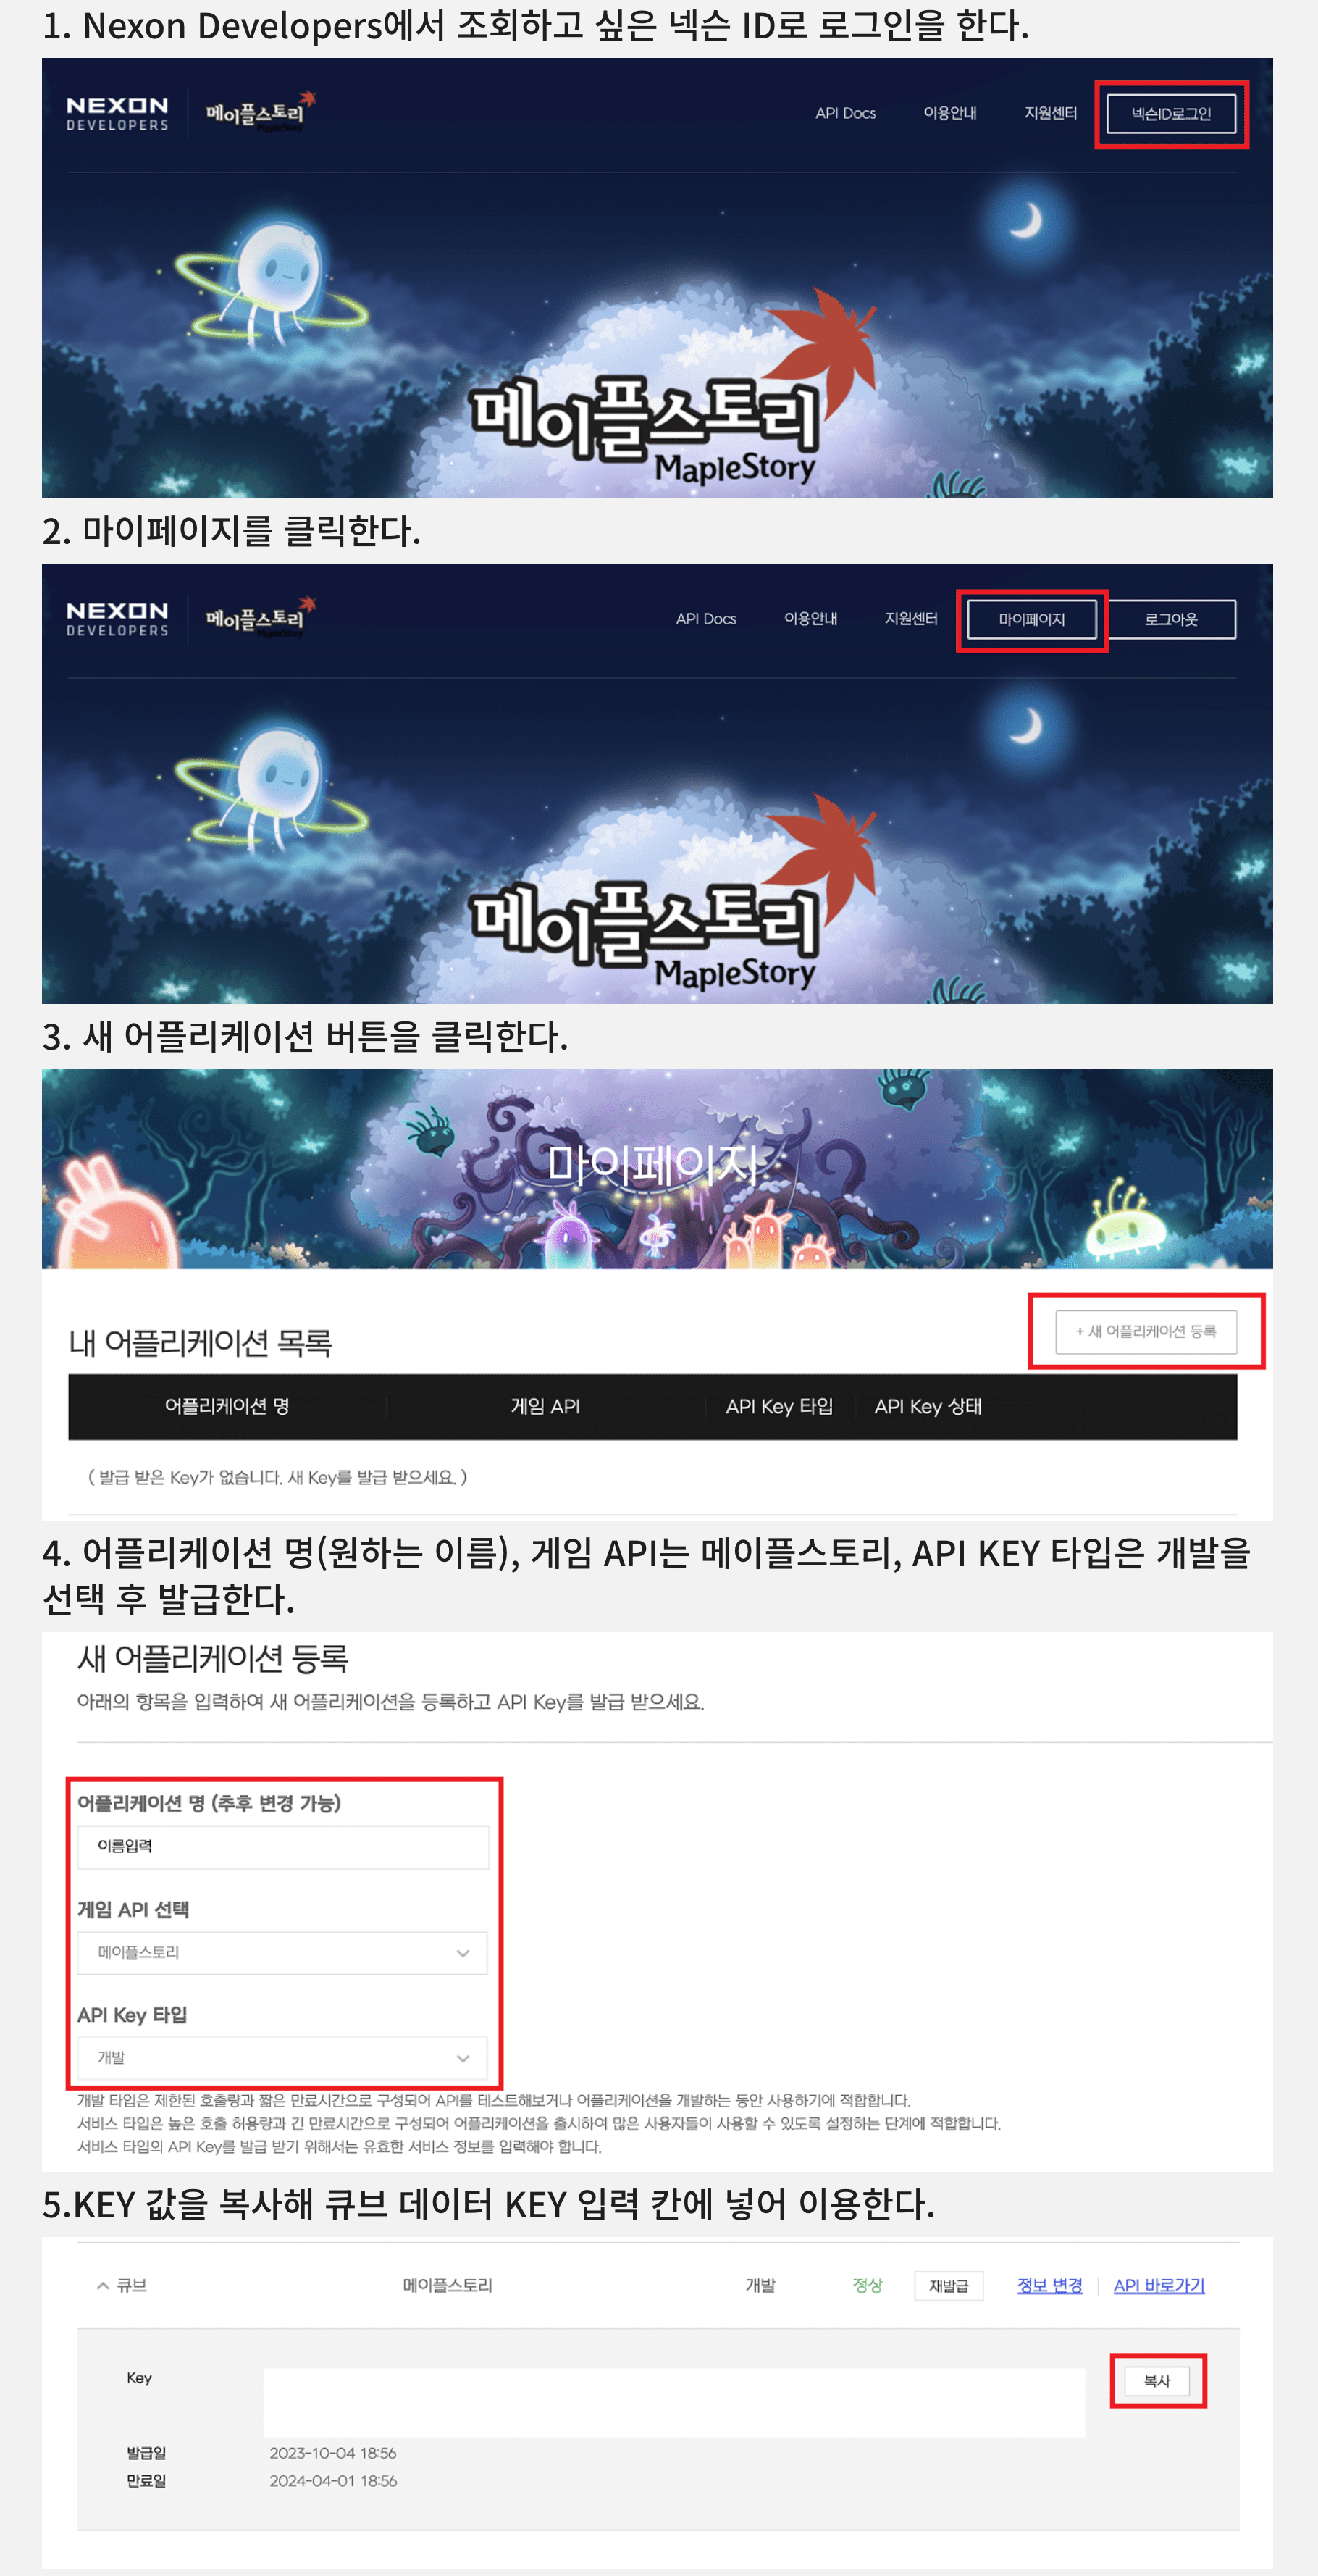 1. Nexon Developers에서 조회하고 싶은 넥슨 ID로 로그인을 한다.
NEXON
DEVELOPERS
메이플스토리
MapleStory
API Docs
이용안내
지원센터
넥슨ID로그인
메이플스토리
MapleStory
2. 마이페이지를 클릭한다.
NEXON
DEVELOPERS
메이플스토리
MapleStory
API Docs
이용안내
지원센터
마이페이지
로그아웃
메이플스토리
MapleStory
3. 새 어플리케이션 버튼을 클릭한다.
마이페이지
+ 새 어플리케이션 등록
내 어플리케이션 목록
어플리케이션 명
게임 API
API Key 타입
API Key 상태
( 발급 받은 Key가 없습니다. 새 Key를 발급 받으세요. )
4. 어플리케이션 명(원하는 이름), 게임 API는 메이플스토리, API KEY 타입은 개발을
선택 후 발급한다.
새 어플리케이션 등록
아래의 항목을 입력하여 새 어플리케이션을 등록하고 API Key를 발급 받으세요.
어플리케이션 명 (추후 변경 가능)
이름입력
게임 API 선택
메이플스토리
API Key 타입
개발
개발 타입은 제한된 호출량과 짧은 만료시간으로 구성되어 API를 테스트해보거나 어플리케이션을 개발하는 동안 사용하기에 적합합니다.
서비스 타입은 높은 호출 허용량과 긴 만료시간으로 구성되어 어플리케이션을 출시하여 많은 사용자들이 사용할 수 있도록 설정하는 단계에 적합합니다.
서비스 타입의 API Key를 발급 받기 위해서는 유효한 서비스 정보를 입력해야 합니다.
5.KEY 값을 복사해 큐브 데이터 KEY 입력 칸에 넣어 이용한다.
큐브
메이플스토리
개발
정상
재발급
정보 변경
API 바로가기
Key
복사
발급일
2023-10-04 18:56
만료일
2024-04-01 18:56